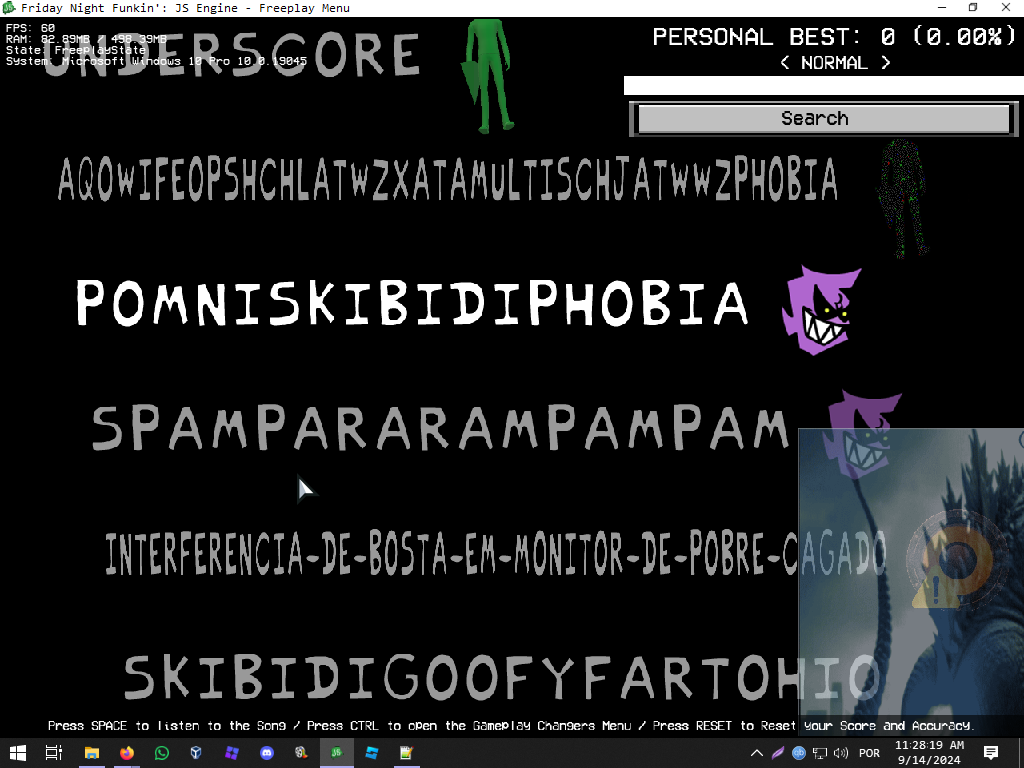 Friday Night Funkin': JS Engine - Freeplay Menu
FPS: 60
RAM: 82.89MB / 498.39MB
State: FreeplayState
System: Microsoft Windows 10 Pro 10.0.19045
UNDERSCORE
PERSONAL BEST: 0 (0.00%)
< NORMAL >
Search
AQOWIFEOPSHCHLATWZXATAMULTISCHJATWWZPHOBIA
POMNISKIBIDIPHOBIA
SPAMPARARAMPAMPAM
INTERFERENCIA-DE-BOSTA-EM-MONITOR-DE-POBRE-CAGADO
SKIBIDIGOOFYFARTOHIO
Press SPACE to listen to the Song / Press CTRL to open the Gameplay Changers Menu / Press RESET to Reset your Score and Accuracy.
POR
11:28:19 AM
9/14/2024